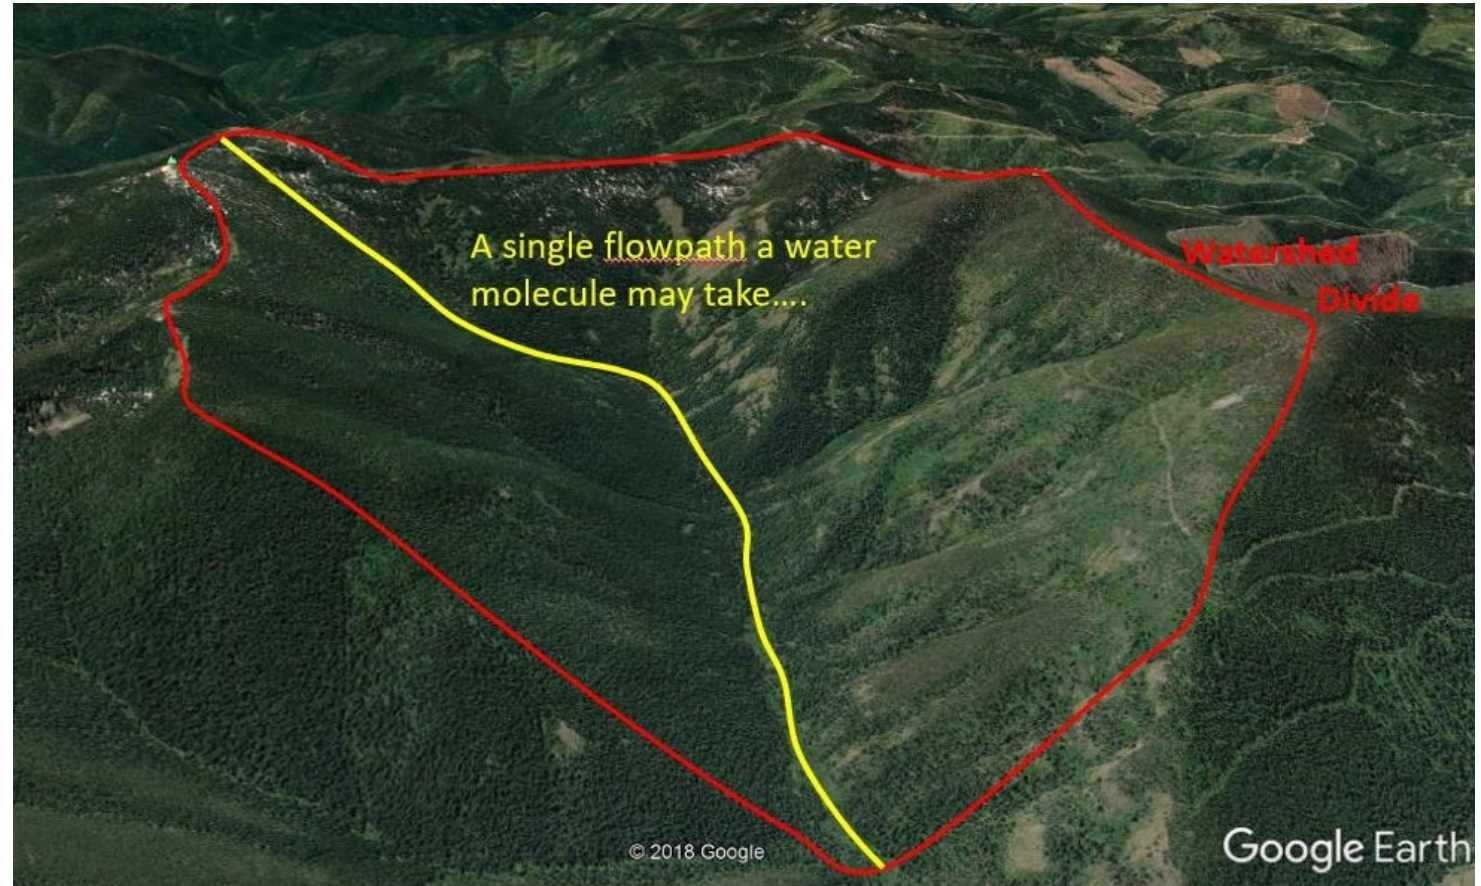 A single flowpath a water
molecule may take....
Watershed
Divide
© 2018 Google
Google Earth